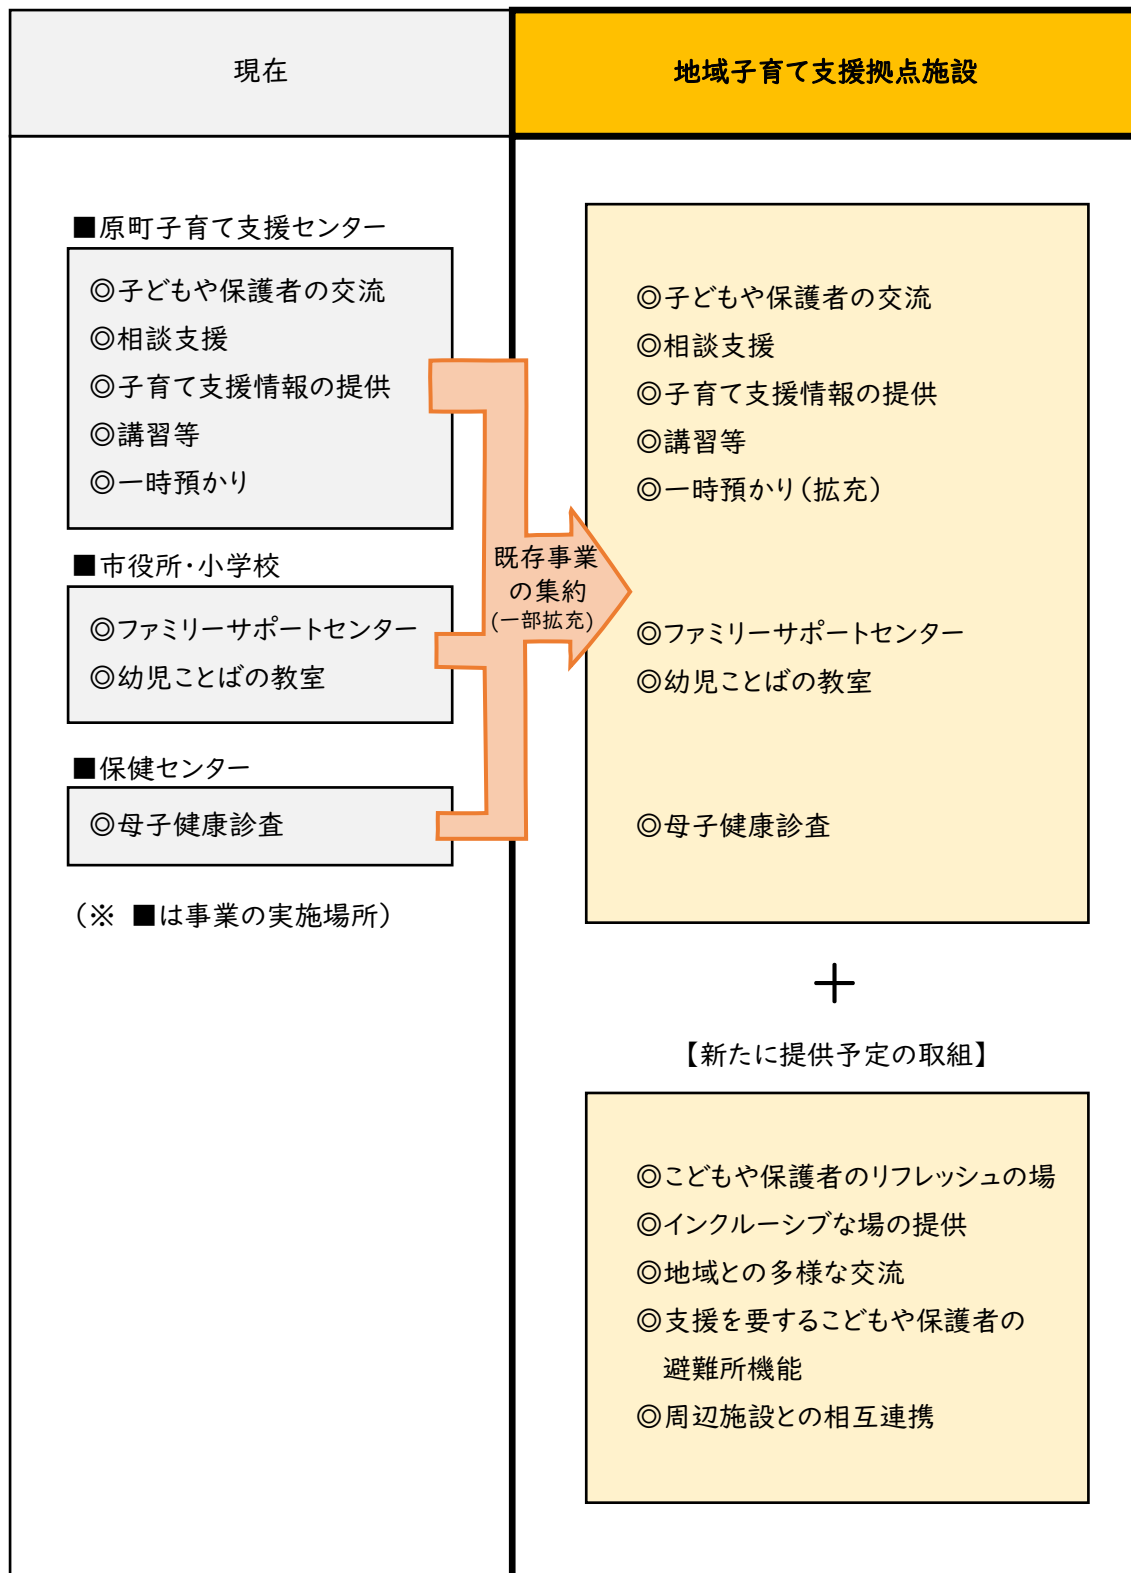 現在
地域子育て支援拠点施設
■原町子育て支援センター
◎子どもや保護者の交流
◎相談支援
◎子育て支援情報の提供
◎講習等
◎一時預かり
■市役所・小学校
◎ファミリーサポートセンター
◎幼児ことばの教室
■保健センター
◎母子健康診査
(※ ■は事業の実施場所)
既存事業
の集約
(一部拡充)
◎子どもや保護者の交流
◎相談支援
◎子育て支援情報の提供
◎講習等
◎一時預かり(拡充)
◎ファミリーサポートセンター
◎幼児ことばの教室
◎母子健康診査
＋
【新たに提供予定の取組】
◎こどもや保護者のリフレッシュの場
◎インクルーシブな場の提供
◎地域との多様な交流
◎支援を要するこどもや保護者の
避難所機能
◎周辺施設との相互連携